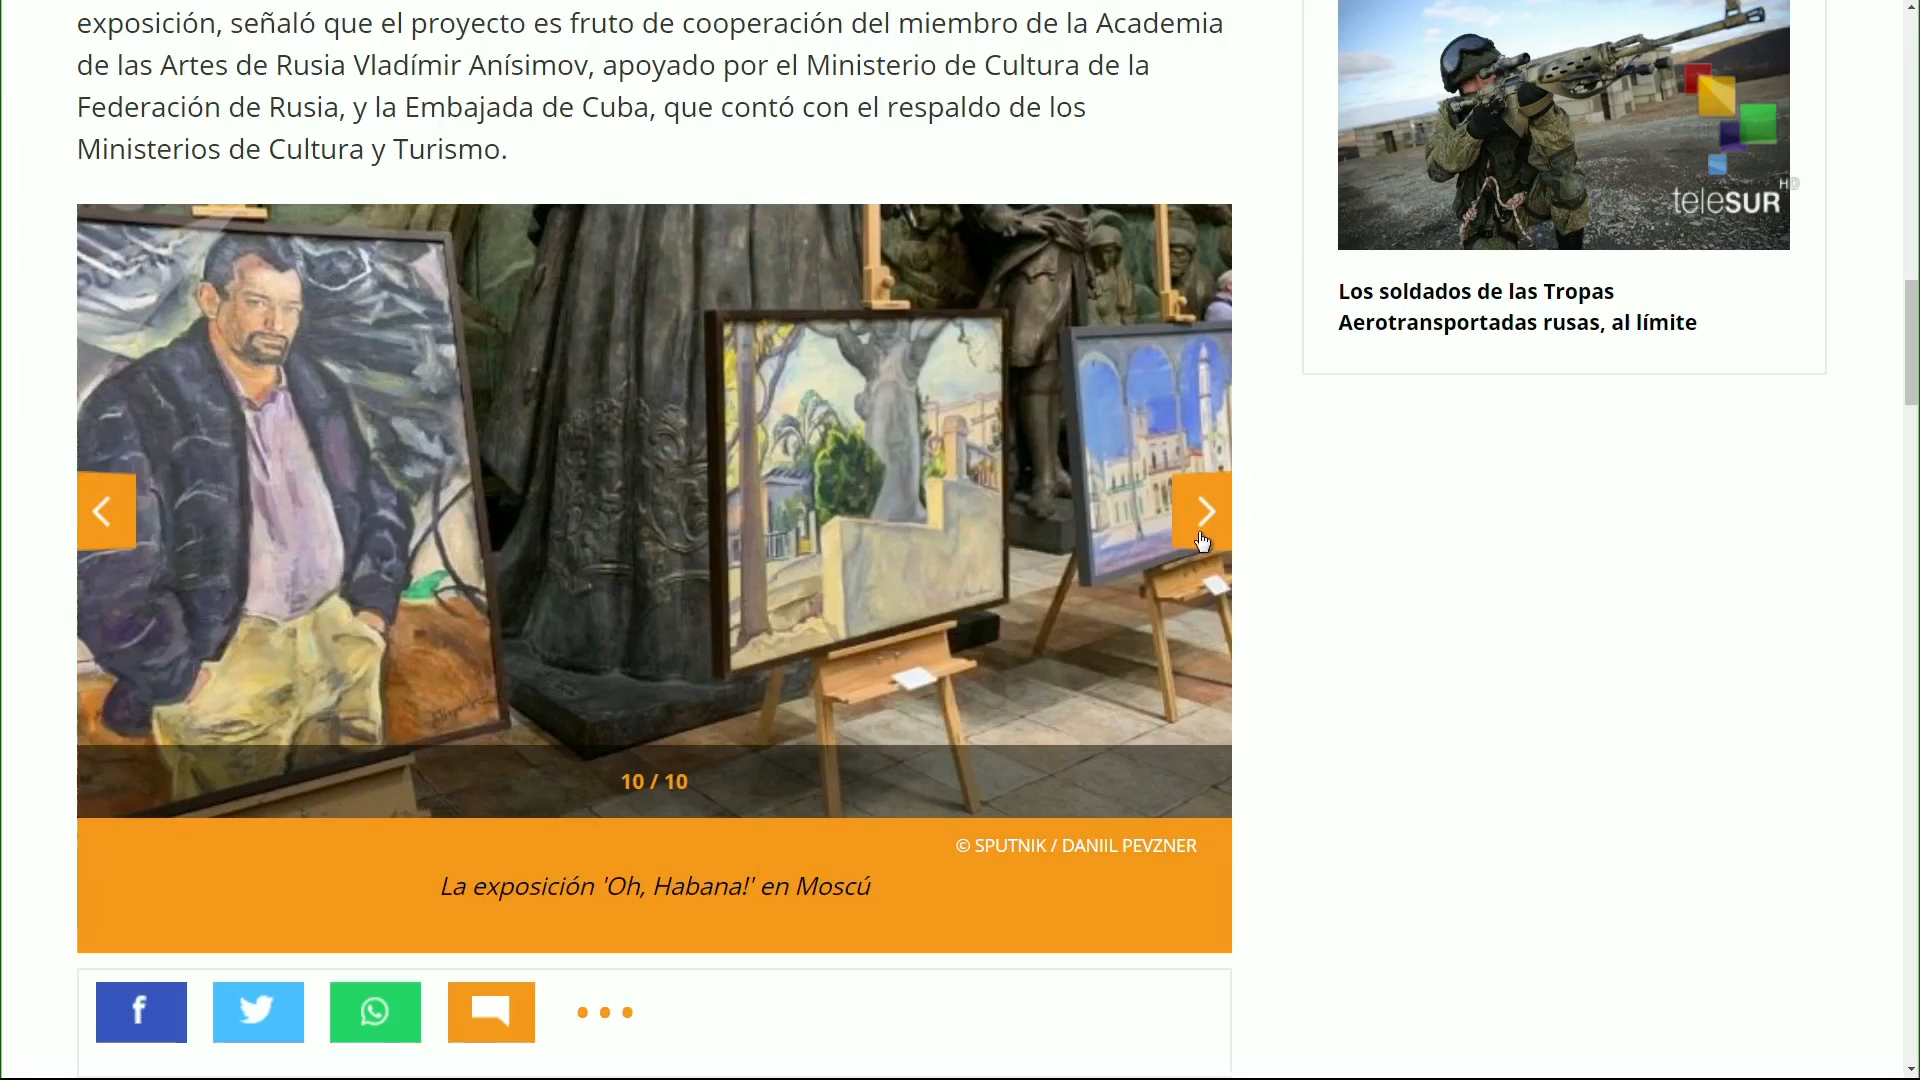 exposición, señaló que el proyecto es fruto de cooperación del miembro de la Academia
de las Artes de Rusia Vladímir Anísimov, apoyado por el Ministerio de Cultura de la
Federación de Rusia, y la Embajada de Cuba, que contó con el respaldo de los
Ministerios de Cultura y Turismo.
10 / 10
© SPUTNIK / DANIIL PEVZNER
La exposición 'Oh, Habana!' en Moscú
teleSUR HD
Los soldados de las Tropas
Aerotransportadas rusas, al límite